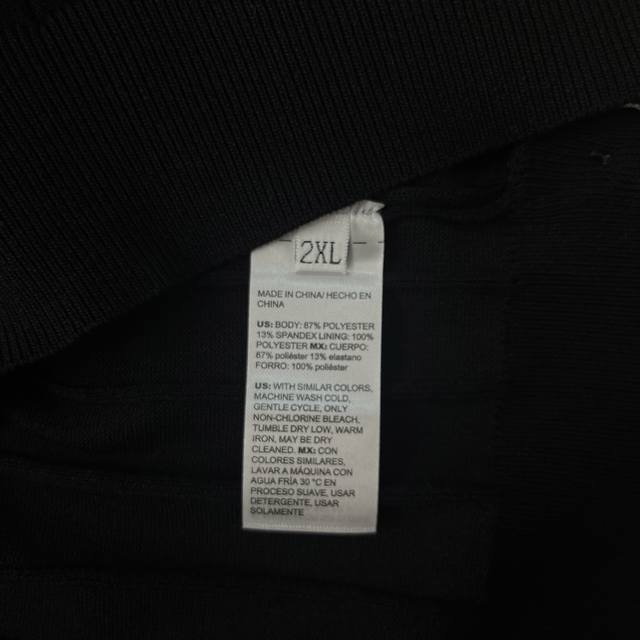 2XL
MADE IN CHINA/ HECHO EN
CHINA
US: BODY: 87% POLYESTER
13% SPANDEX LINING: 100%
POLYESTER MX: CUERPO:
87% poliéster 13% elastano
FORRO: 100% poliéster
US: WITH SIMILAR COLORS,
MACHINE WASH COLD,
GENTLE CYCLE, ONLY
NON-CHLORINE BLEACH,
TUMBLE DRY LOW, WARM
IRON, MAY BE DRY
CLEANED. MX: CON
COLORES SIMILARES,
LAVAR A MÁQUINA CON
AGUA FRÍA 30 °C EN
PROCESO SUAVE, USAR
DETERGENTE, USAR
SOLAMENTE